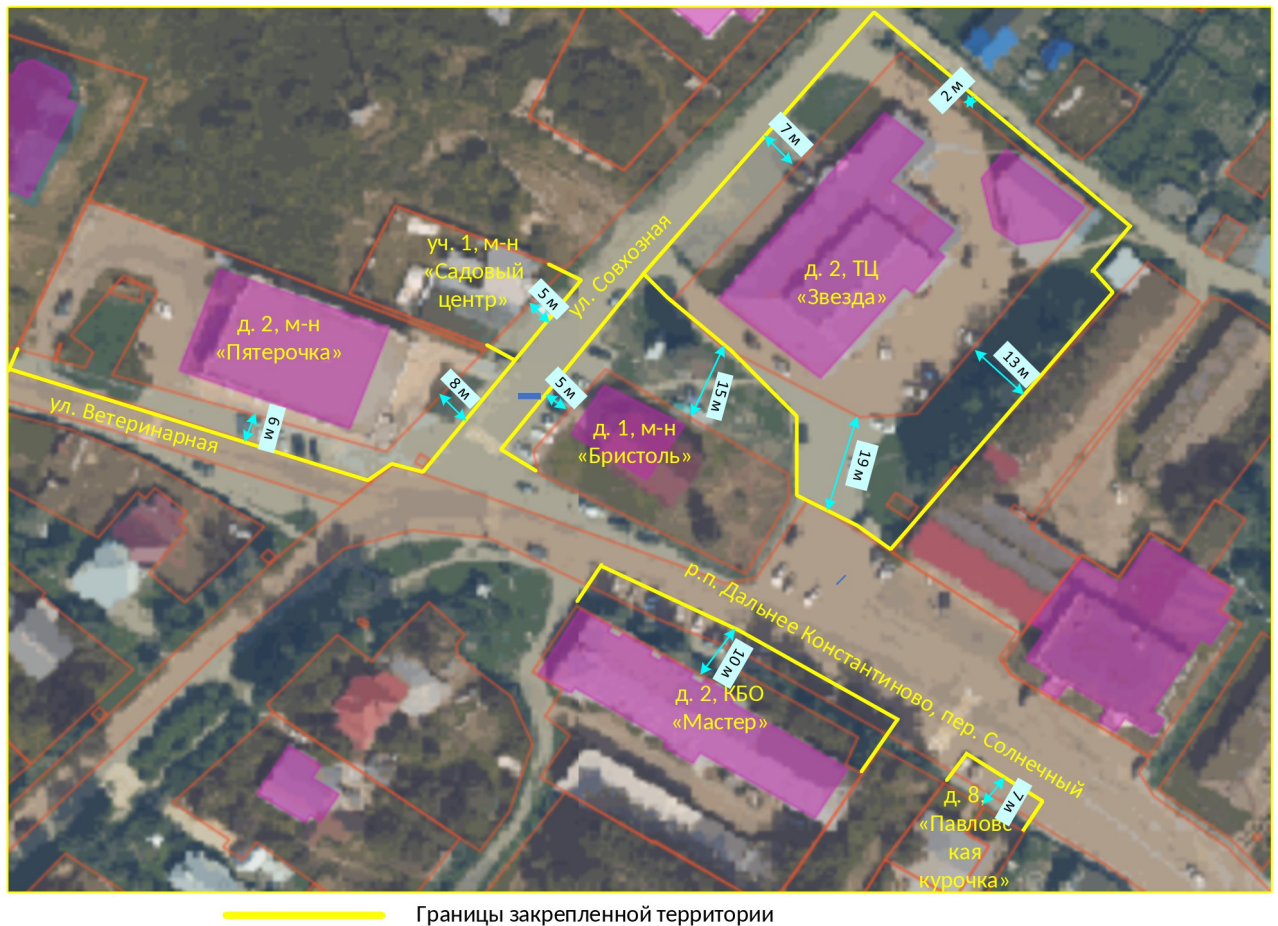 2 м
7 м
ул. Совхозная
уч. 1, м-н
«Садовый
центр»
5 м
д. 2, ТЦ
«Звезда»
д. 2, м-н
«Пятерочка»
13 м
8 м
5 м
15 м
ул. Ветеринарная
6 м
д. 1, м-н
«Бристоль»
19 м
р.п. Дальнее Константиново, пер. Солнечный
10 м
д. 2, КБО
«Мастер»
7 м
д. 8,
«Павловс
кая
курочка»
Границы закрепленной территории